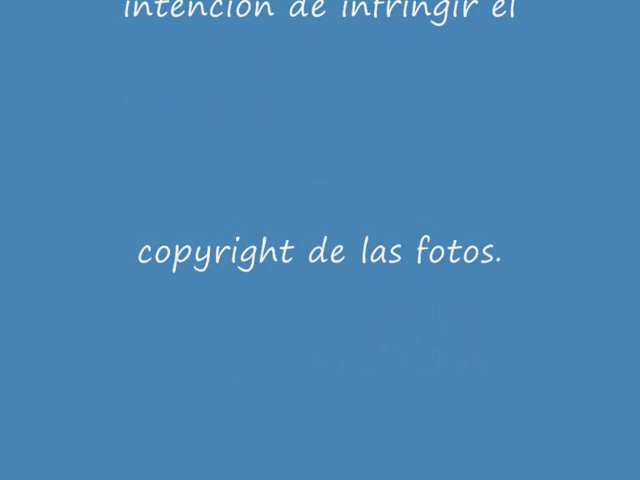 intención de infringir el
copyright de las fotos.